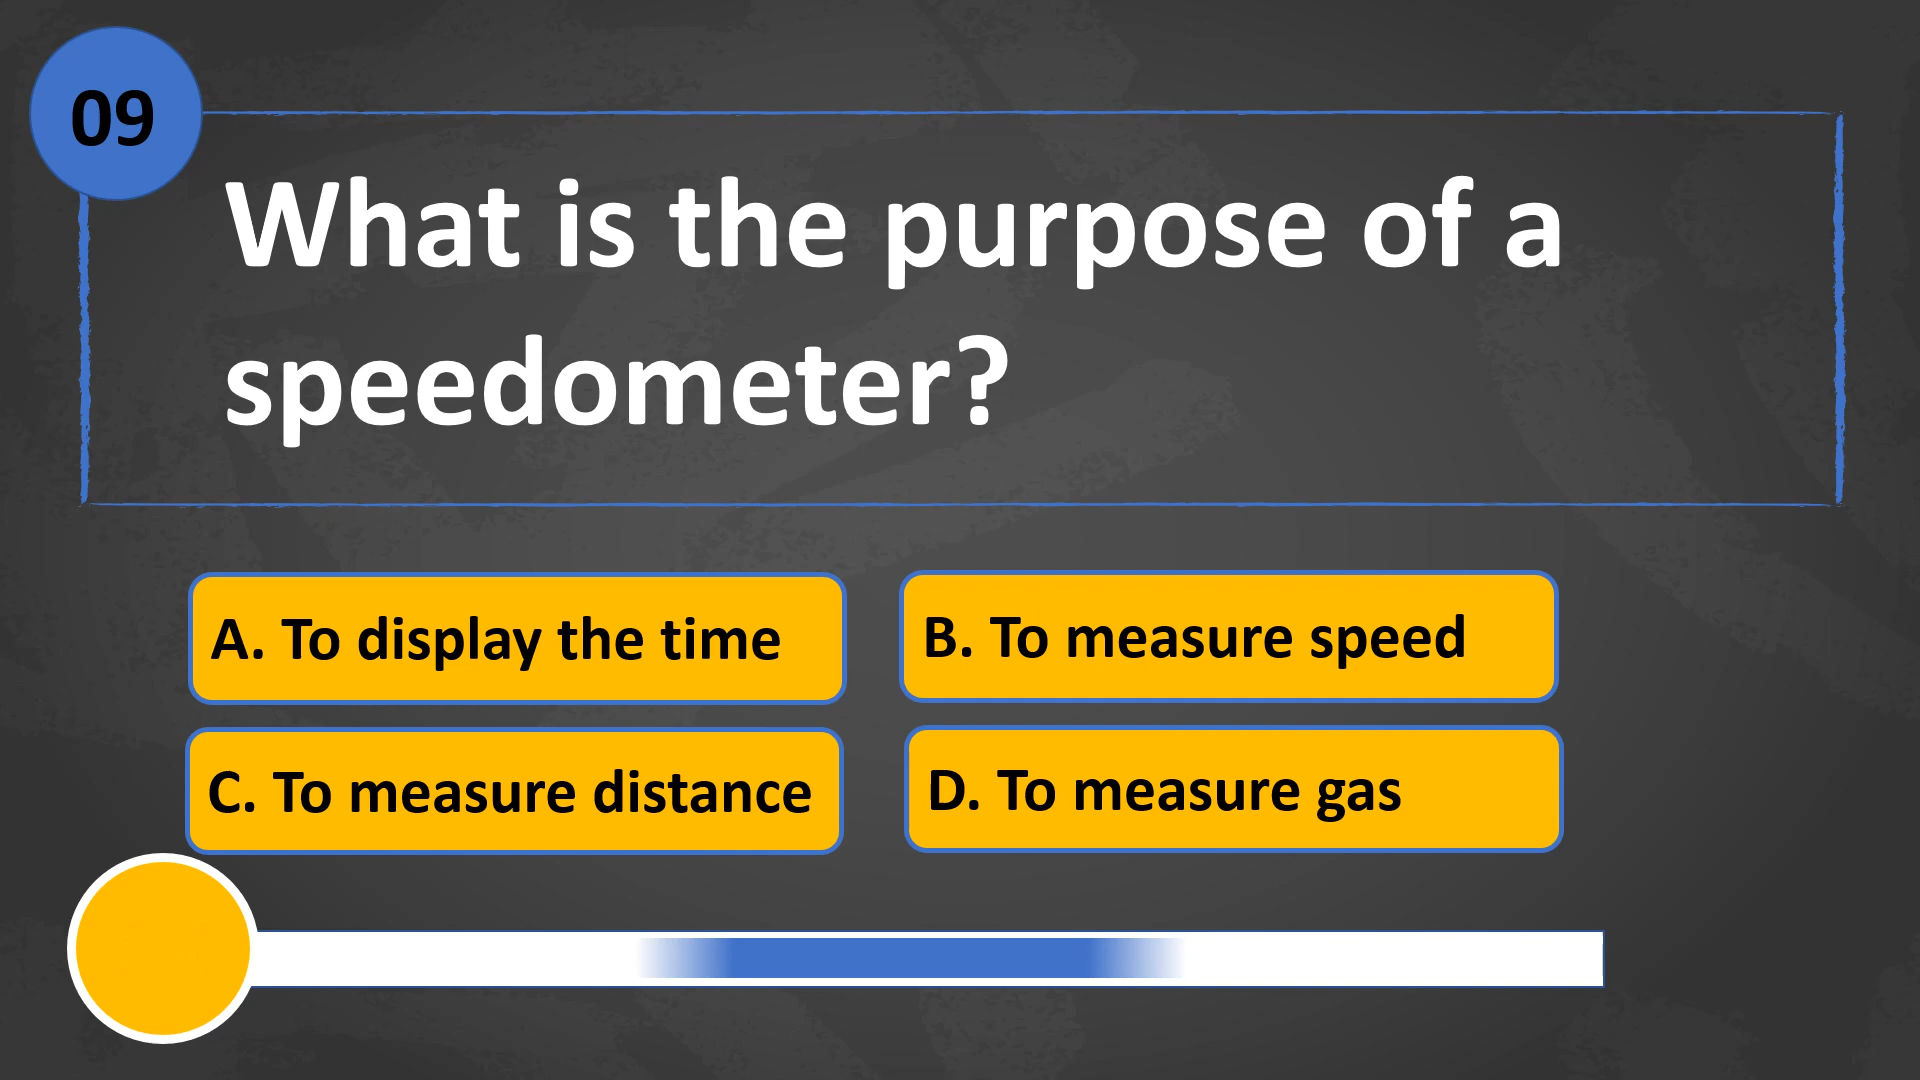 09
What is the purpose of a
speedometer?
A. To display the time
B. To measure speed
C. To measure distance
D. To measure gas